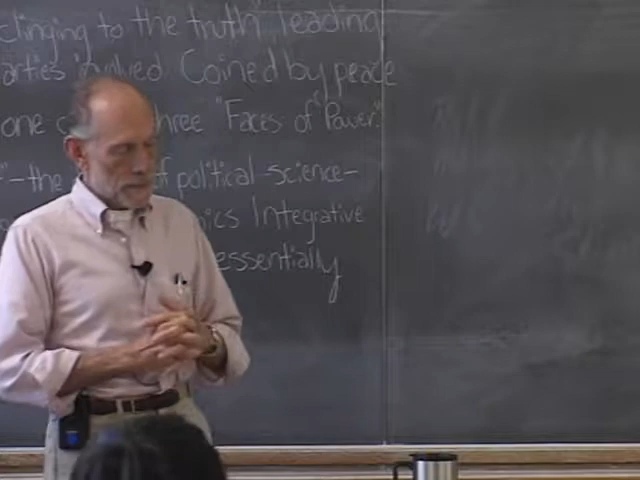 clinging to the truth" leading
arties involved. Coined by peace
one three "Faces of Power."
"-the of political-science-
ics Integrative
essentially